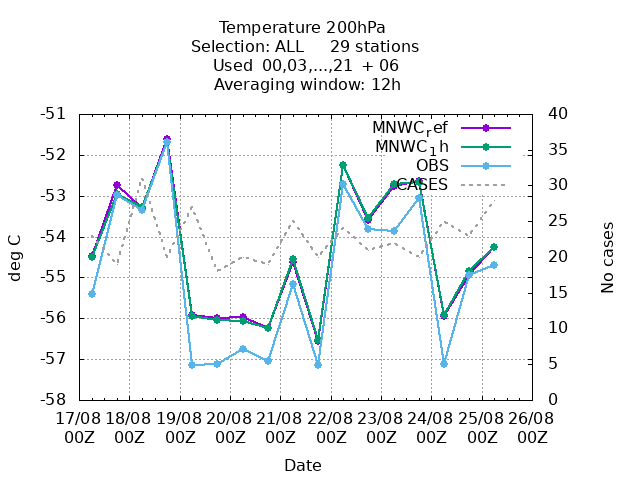 Temperature 200hPa
Selection: ALL 29 stations
Used 00,03,...,21 + 06
Averaging window: 12h
-51 40
MNWCref
35
MNWC1h
-52 OBS
30
CASES
-53
25
-54
deg C
20
No cases
-55
15
-56
10
-57
5
-58 0
17/08 18/08 19/08 20/08 21/08 22/08 23/08 24/08 25/08 26/08
00Z 00Z 00Z 00Z 00Z 00Z 00Z 00Z 00Z 00Z
Date